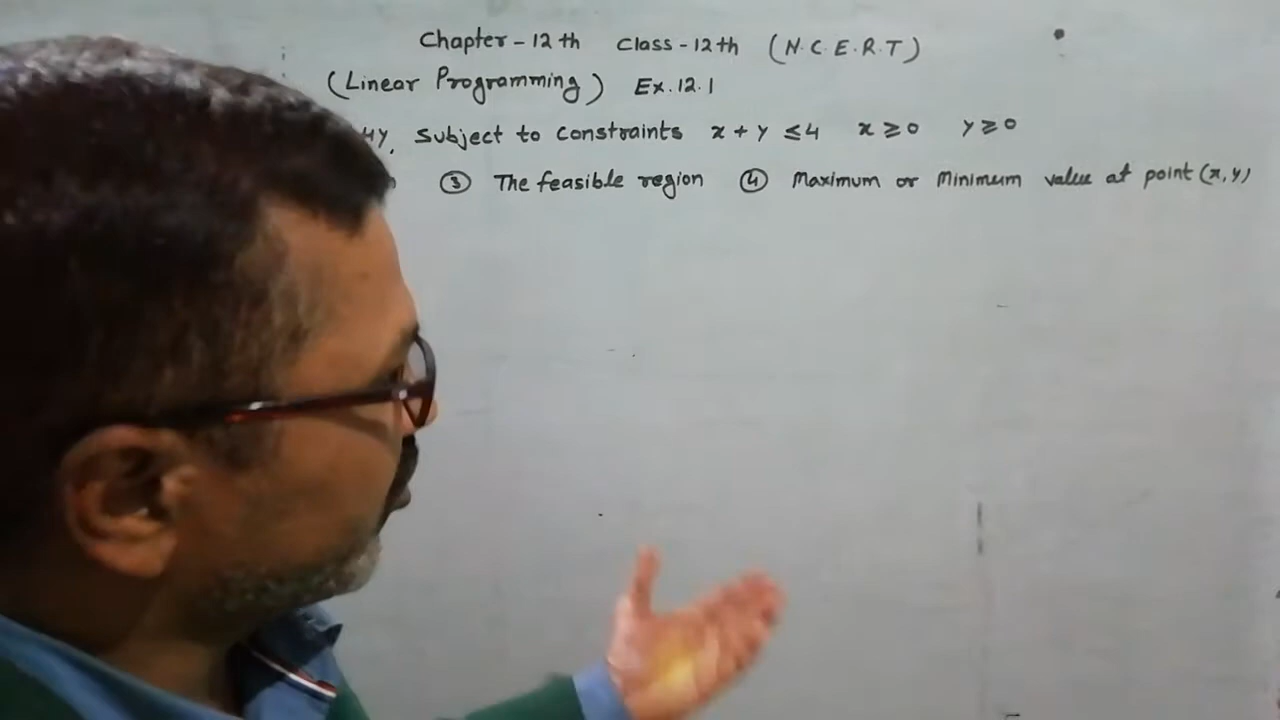 Chapter - 12 th Class - 12 th (N.C.E.R.T)
(Linear Programming) Ex. 12.1
4y, Subject to constraints x + y ≤ 4 x ≥ 0 y ≥ 0
③ The feasible region ④ Maximum or Minimum value at point (x, y)